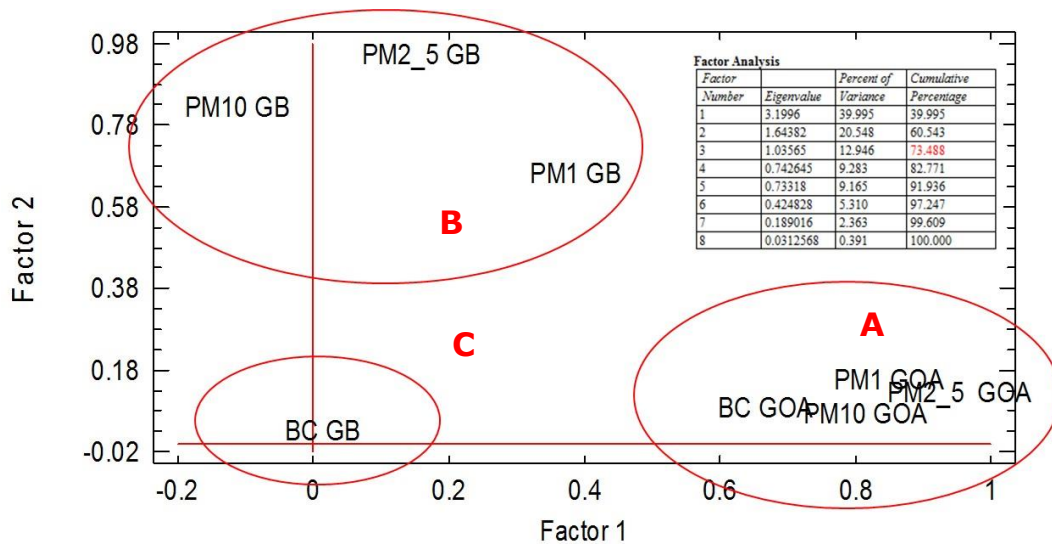 0.98
0.78
0.58
0.38
0.18
-0.02
Factor 2
PM2_5 GB
PM10 GB
PM1 GB
B
C
A
PM1 GOA
PM2_5 GOA
BC GOA
PM10 GOA
BC GB
-0.2 0 0.2 0.4 0.6 0.8 1
Factor 1
Factor Analysis
Factor Percent of Cumulative
Number Eigenvalue Variance Percentage
1 3.1996 39.995 39.995
2 1.64382 20.548 60.543
3 1.03565 12.946 73.488
4 0.742645 9.283 82.771
5 0.73318 9.165 91.936
6 0.424828 5.310 97.247
7 0.189016 2.363 99.609
8 0.0312568 0.391 100.000